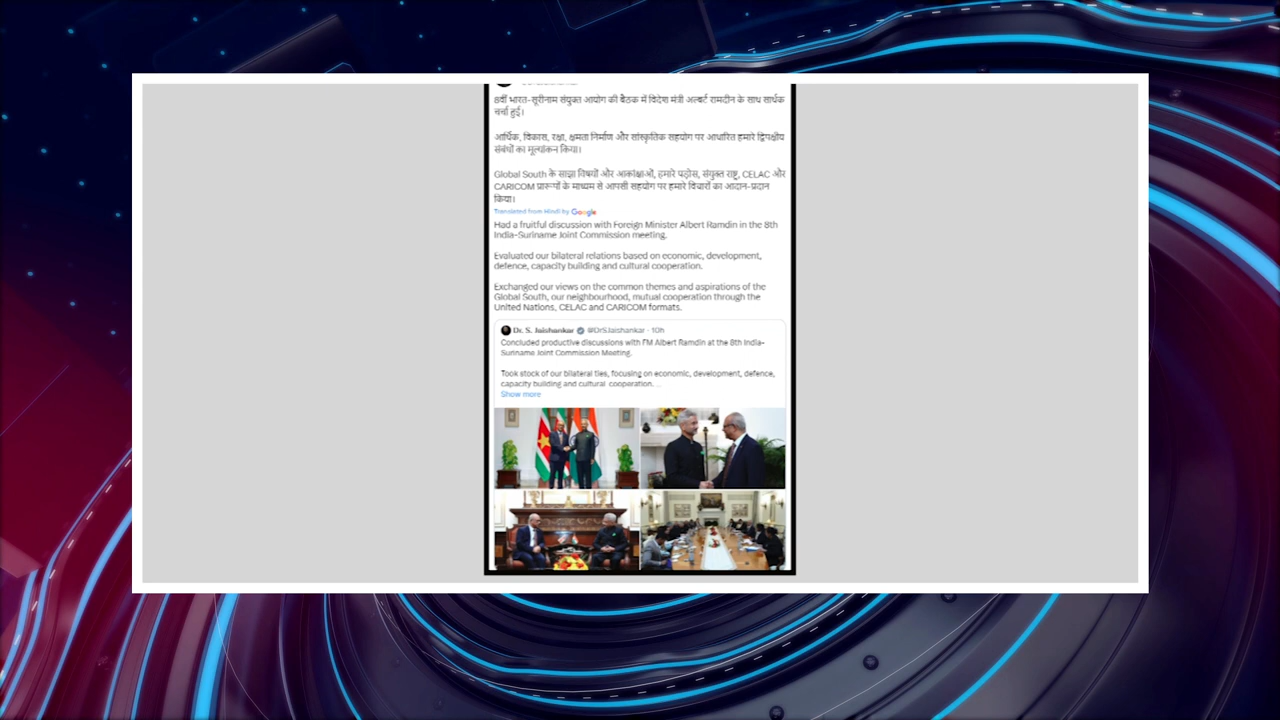 8वीं भारत-सूरीनाम संयुक्त आयोग की बैठक में विदेश मंत्री अल्बर्ट रामदीन के साथ सार्थक
चर्चा हुई।
आर्थिक, विकास, रक्षा, क्षमता निर्माण और सांस्कृतिक सहयोग पर आधारित हमारे द्विपक्षीय
संबंधों का मूल्यांकन किया।
Global South के साझा विषयों और आकांक्षाओं, हमारे पड़ोस, संयुक्त राष्ट्र, CELAC और
CARICOM प्रारूपों के माध्यम से आपसी सहयोग पर हमारे विचारों का आदान-प्रदान
किया।
Translated from Hindi by Google
Had a fruitful discussion with Foreign Minister Albert Ramdin in the 8th
India-Suriname Joint Commission meeting.
Evaluated our bilateral relations based on economic, development,
defence, capacity building and cultural cooperation.
Exchanged our views on the common themes and aspirations of the
Global South, our neighbourhood, mutual cooperation through the
United Nations, CELAC and CARICOM formats.
Dr. S. Jaishankar @DrSJaishankar · 10h
Concluded productive discussions with FM Albert Ramdin at the 8th India-
Suriname Joint Commission Meeting.
Took stock of our bilateral ties, focusing on economic, development, defence,
capacity building and cultural cooperation. ...
Show more